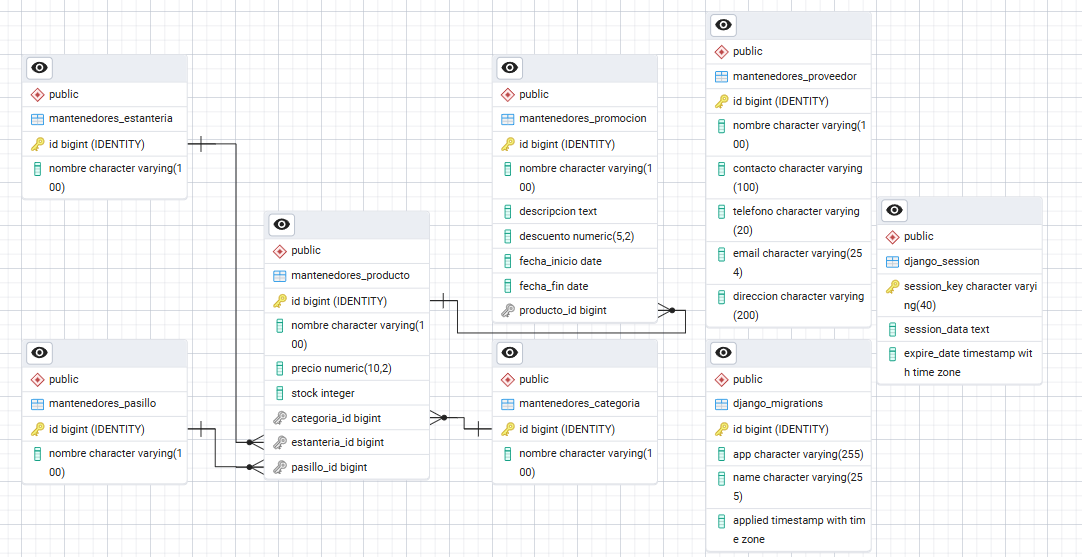 public
mantenedores_estanteria
id bigint (IDENTITY)
nombre character varying(1
00)
public
mantenedores_pasillo
id bigint (IDENTITY)
nombre character varying(1
00)
public
mantenedores_producto
id bigint (IDENTITY)
nombre character varying(1
00)
precio numeric(10,2)
stock integer
categoria_id bigint
estanteria_id bigint
pasillo_id bigint
public
mantenedores_promocion
id bigint (IDENTITY)
nombre character varying(1
00)
descripcion text
descuento numeric(5,2)
fecha_inicio date
fecha_fin date
producto_id bigint
public
mantenedores_categoria
id bigint (IDENTITY)
nombre character varying(1
00)
public
mantenedores_proveedor
id bigint (IDENTITY)
nombre character varying(1
00)
contacto character varying
(100)
telefono character varying
(20)
email character varying(25
4)
direccion character varying
(200)
public
django_migrations
id bigint (IDENTITY)
app character varying(255)
name character varying(25
5)
applied timestamp with tim
e zone
public
django_session
session_key character varyi
ng(40)
session_data text
expire_date timestamp wit
h time zone